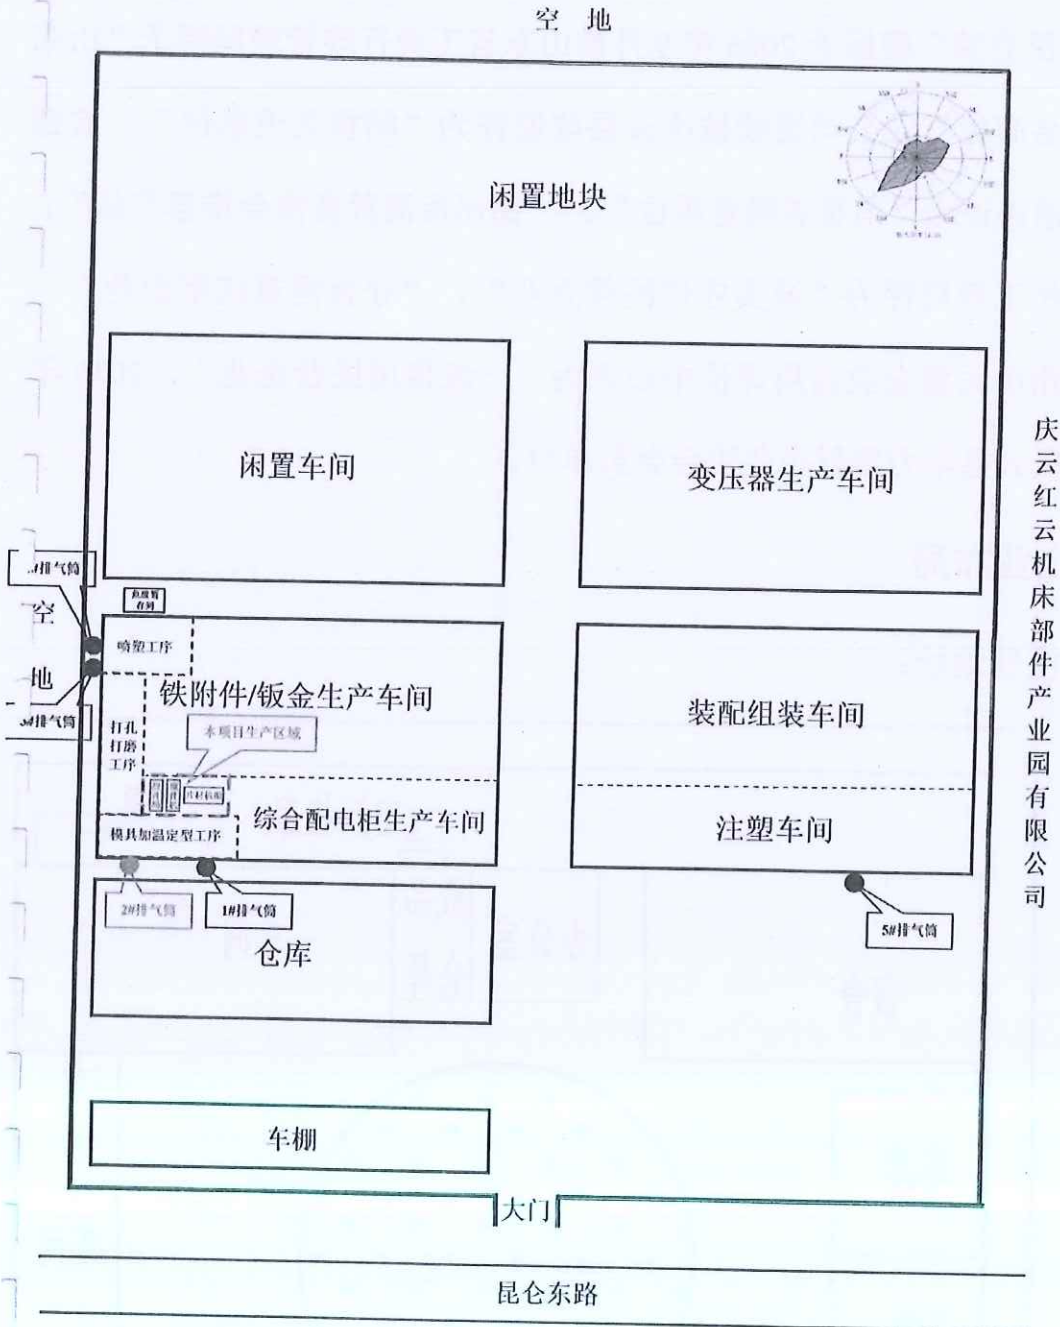 空 地
闲置地块
闲置车间
变压器生产车间
庆云红云机床部件产业园有限公司
#排气筒
空地
喷塑工序
铁附件/钣金生产车间
装配组装车间
#排气筒
打孔
打磨
工序
本项目生产区域
综合配电柜生产车间
注塑车间
模具加温定型工序
2#排气筒
1#排气筒
5#排气筒
仓库
车棚
大门
昆仑东路